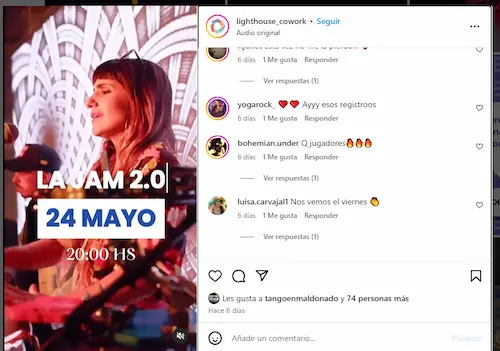 LA JAM 2.0
24 MAYO
20:00 HS
lighthouse_cowork • Seguir
Audio original
6 días 1 Me gusta Responder
Ver respuestas (1)
yogarock_ ❤️❤️ Ayyy esos registroos
6 días 1 Me gusta Responder
bohemian.under Q jugadores🔥🔥🔥
6 días 1 Me gusta Responder
Ver respuestas (1)
luisa.carvajal1 Nos vemos el viernes 👏
6 días 1 Me gusta Responder
Ver respuestas (1)
Les gusta a tangoenmaldonado y 74 personas más
Hace 6 días
Añade un comentario...
Publicar